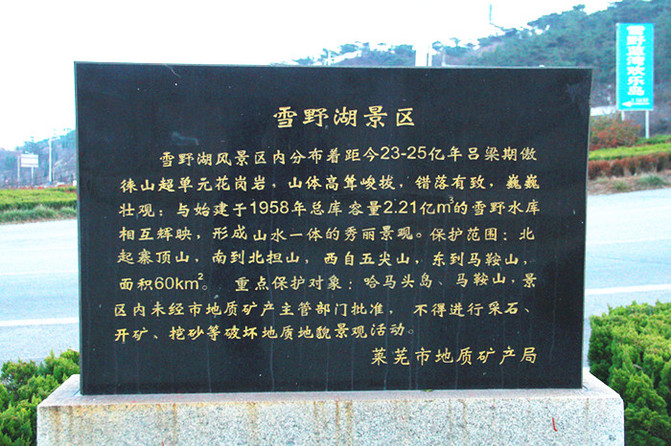 雪野湖景区
雪野湖风景区内分布着距今23-25亿年吕梁期傲
徕山超单元花岗岩，山体高耸峻拔，错落有致，巍巍
壮观；与始建于1958年总库容量2.21亿m³的雪野水库
相互辉映，形成山水一体的秀丽景观。保护范围：北
起寨顶山，南到北担山，西自五尖山，东到马鞍山，
面积60km²。 重点保护对象：哈马头岛、马鞍山，景
区内未经市地质矿产主管部门批准，不得进行采石、
开矿、挖砂等破坏地质地貌景观活动。
莱芜市地质矿产局
雪野
欢乐岛